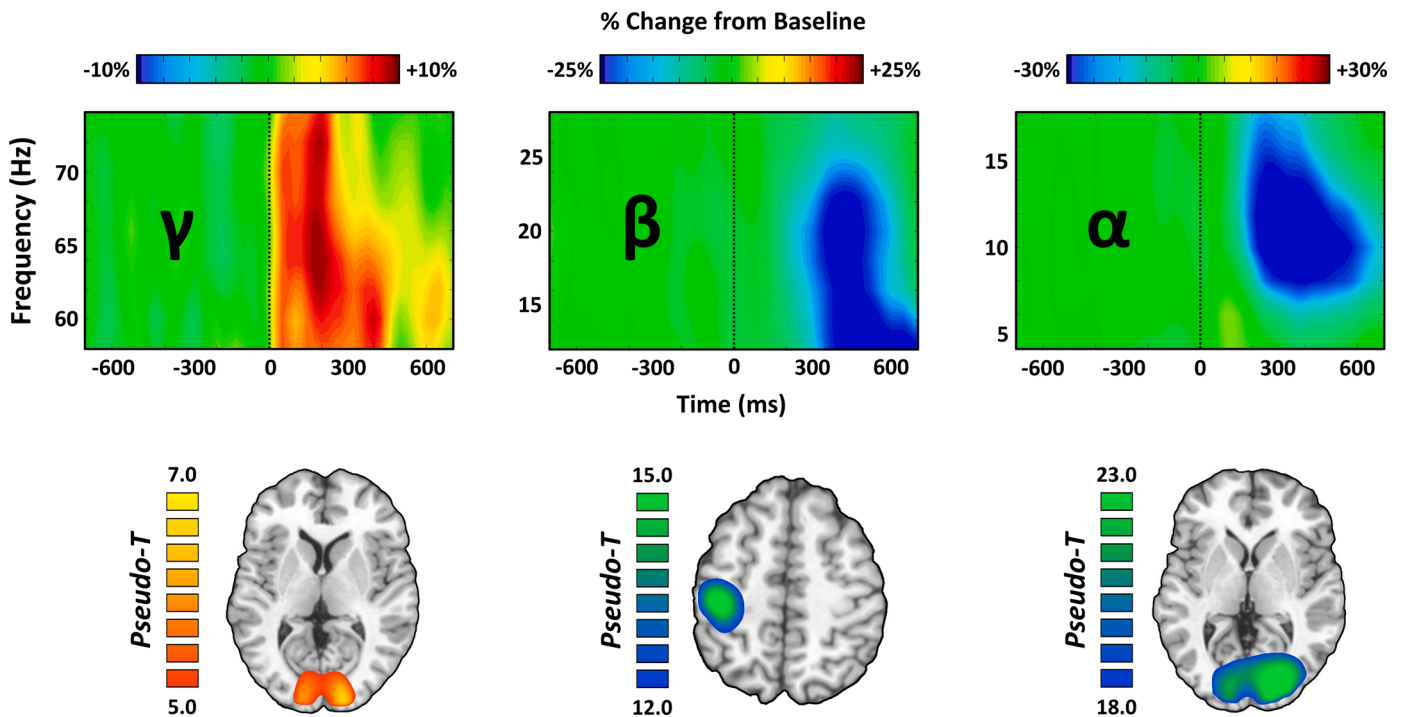 % Change from Baseline
-10% +10% -25% +25% -30% +30%
Frequency (Hz)
70
65
60
γ
-600 -300 0 300 600
25
20
15
β
-600 -300 0 300 600
15
10
5
α
-600 -300 0 300 600
Time (ms)
7.0
Pseudo-T
5.0
15.0
Pseudo-T
12.0
23.0
Pseudo-T
18.0